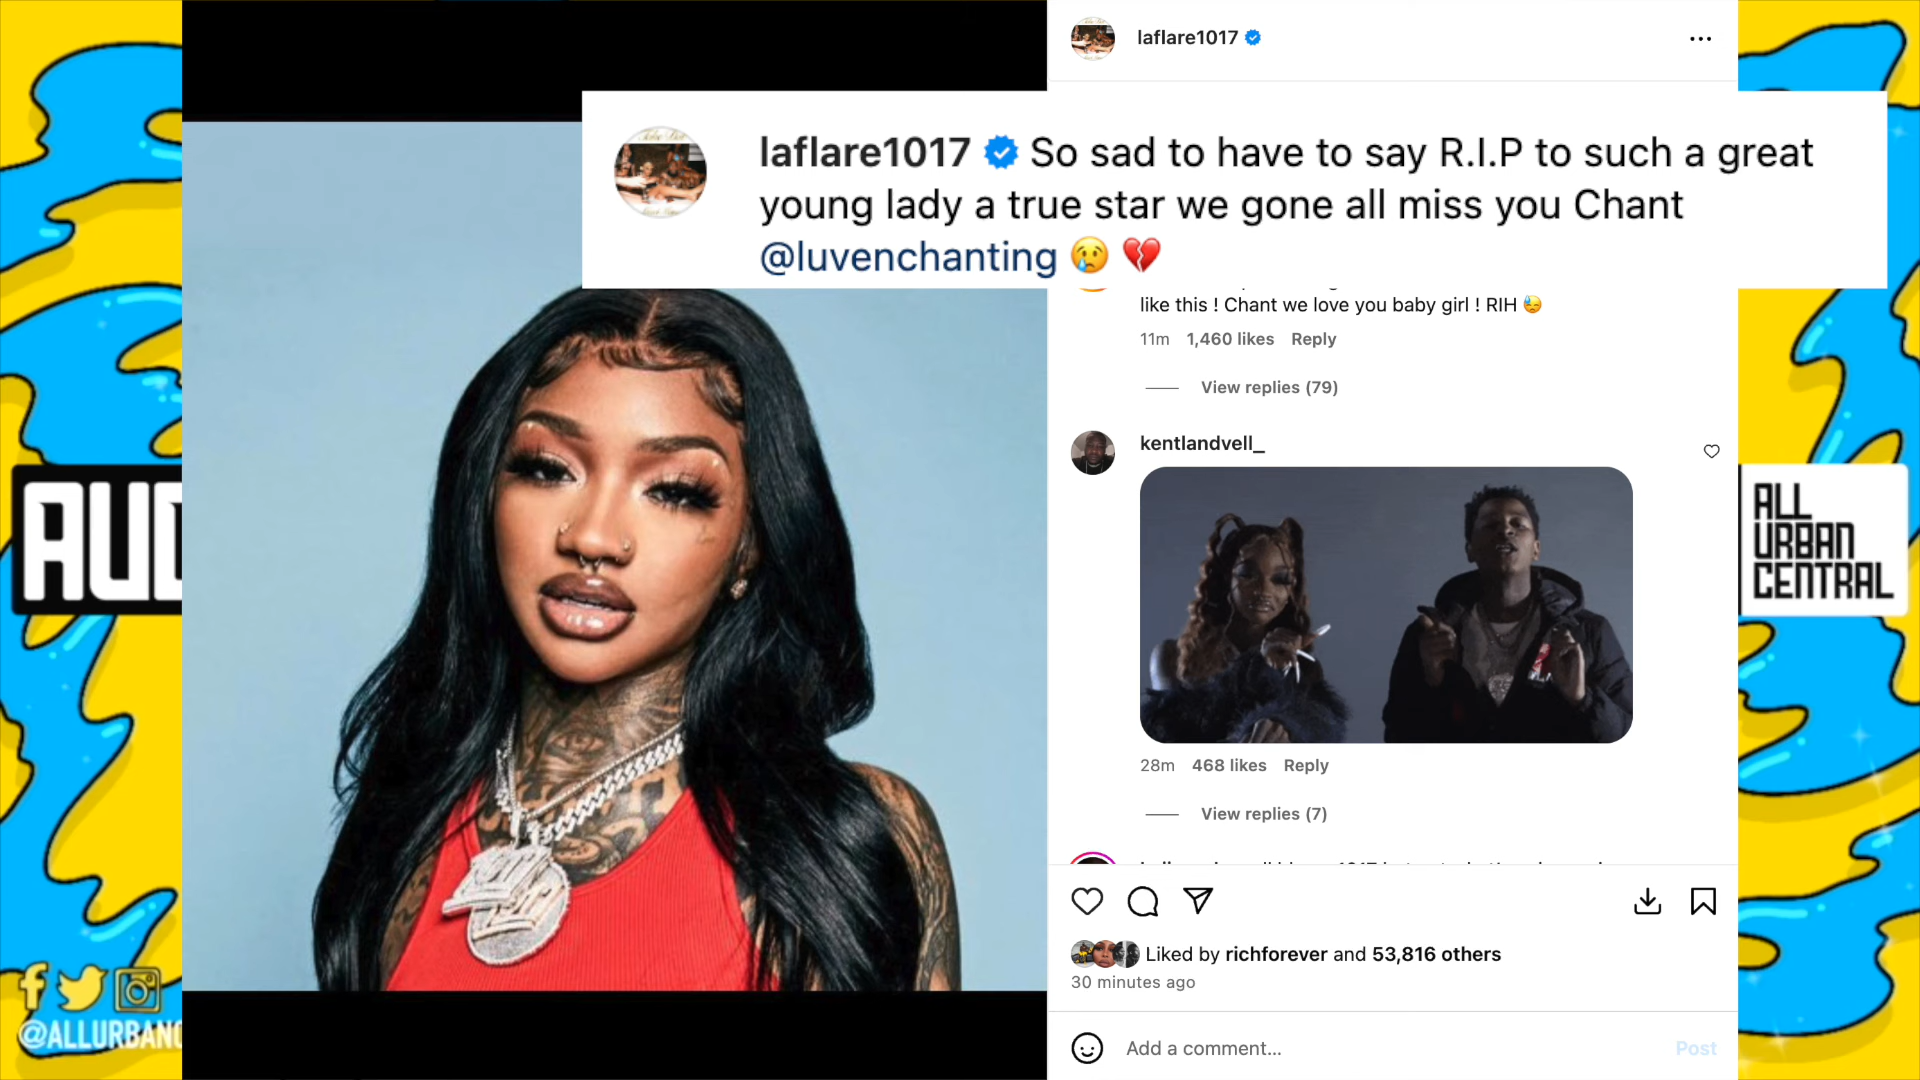 laflare1017
laflare1017 So sad to have to say R.I.P to such a great
young lady a true star we gone all miss you Chant
@luvenchanting 😢 💔
like this ! Chant we love you baby girl ! RIH 😓
11m 1,460 likes Reply
View replies (79)
kentlandvell_
28m 468 likes Reply
View replies (7)
Liked by richforever and 53,816 others
30 minutes ago
Add a comment...
Post
AUC
ALL
URBAN
CENTRAL
@ALLURBANC